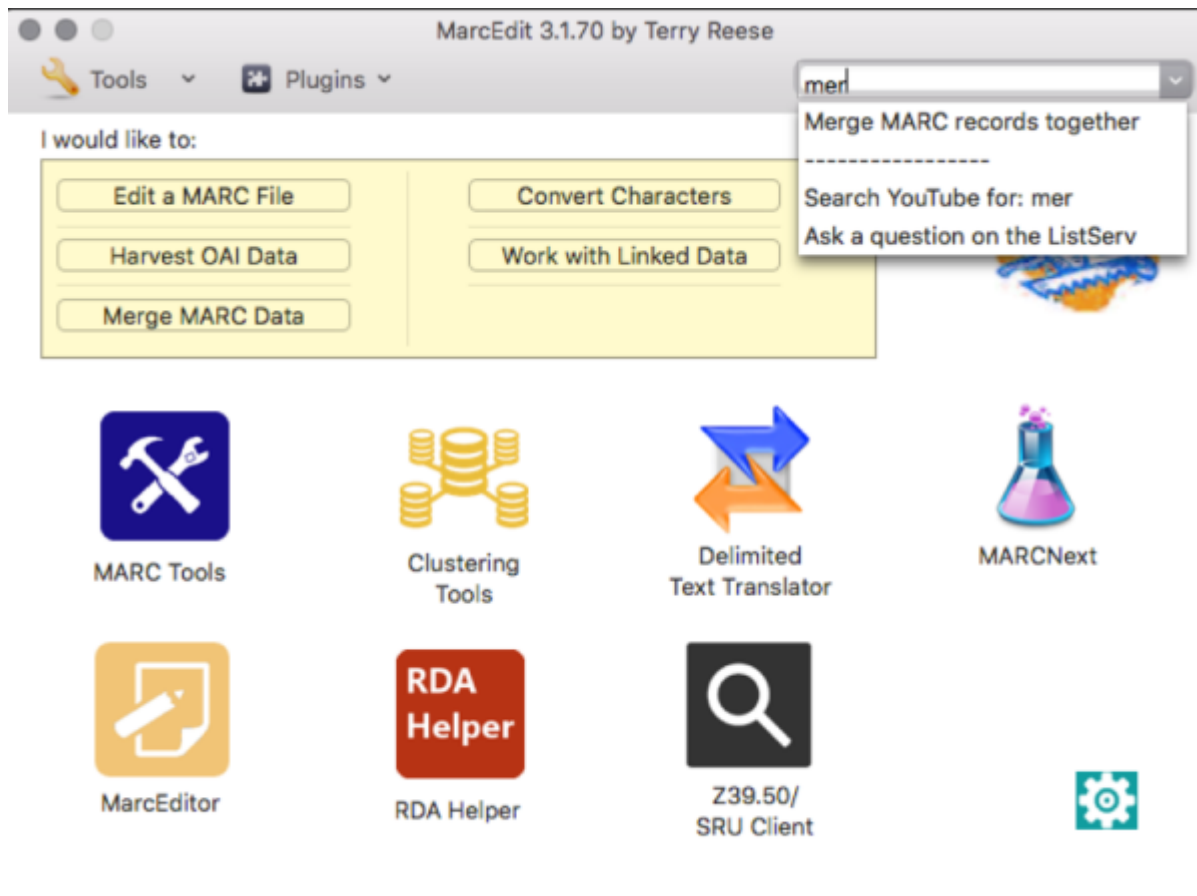 MarcEdit 3.1.70 by Terry Reese
Tools
Plugins
mer
Merge MARC records together
-----------------
Search YouTube for: mer
Ask a question on the ListServ
I would like to:
Edit a MARC File
Convert Characters
Harvest OAI Data
Work with Linked Data
Merge MARC Data
MARC Tools
Clustering
Tools
Delimited
Text Translator
MARCNext
MarcEditor
RDA
Helper
RDA Helper
Z39.50/
SRU Client